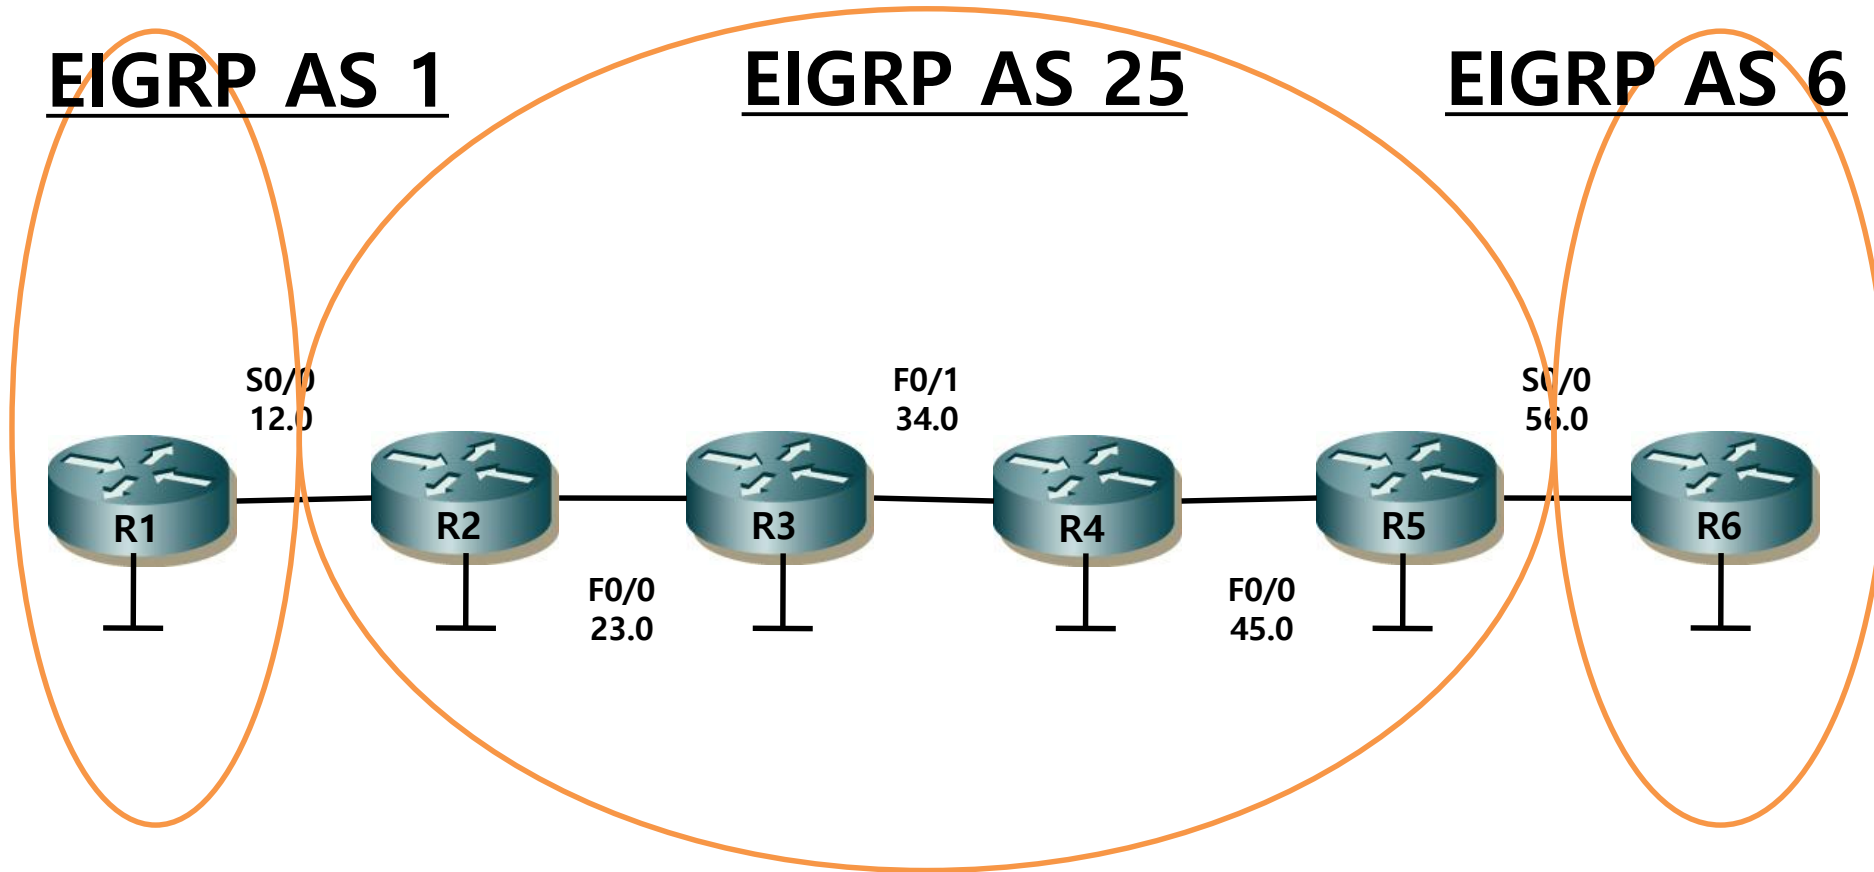 EIGRP AS 1
EIGRP AS 25
EIGRP AS 6
S0/0
12.0
F0/1
34.0
S0/0
56.0
R1
R2
R3
R4
R5
R6
F0/0
23.0
F0/0
45.0